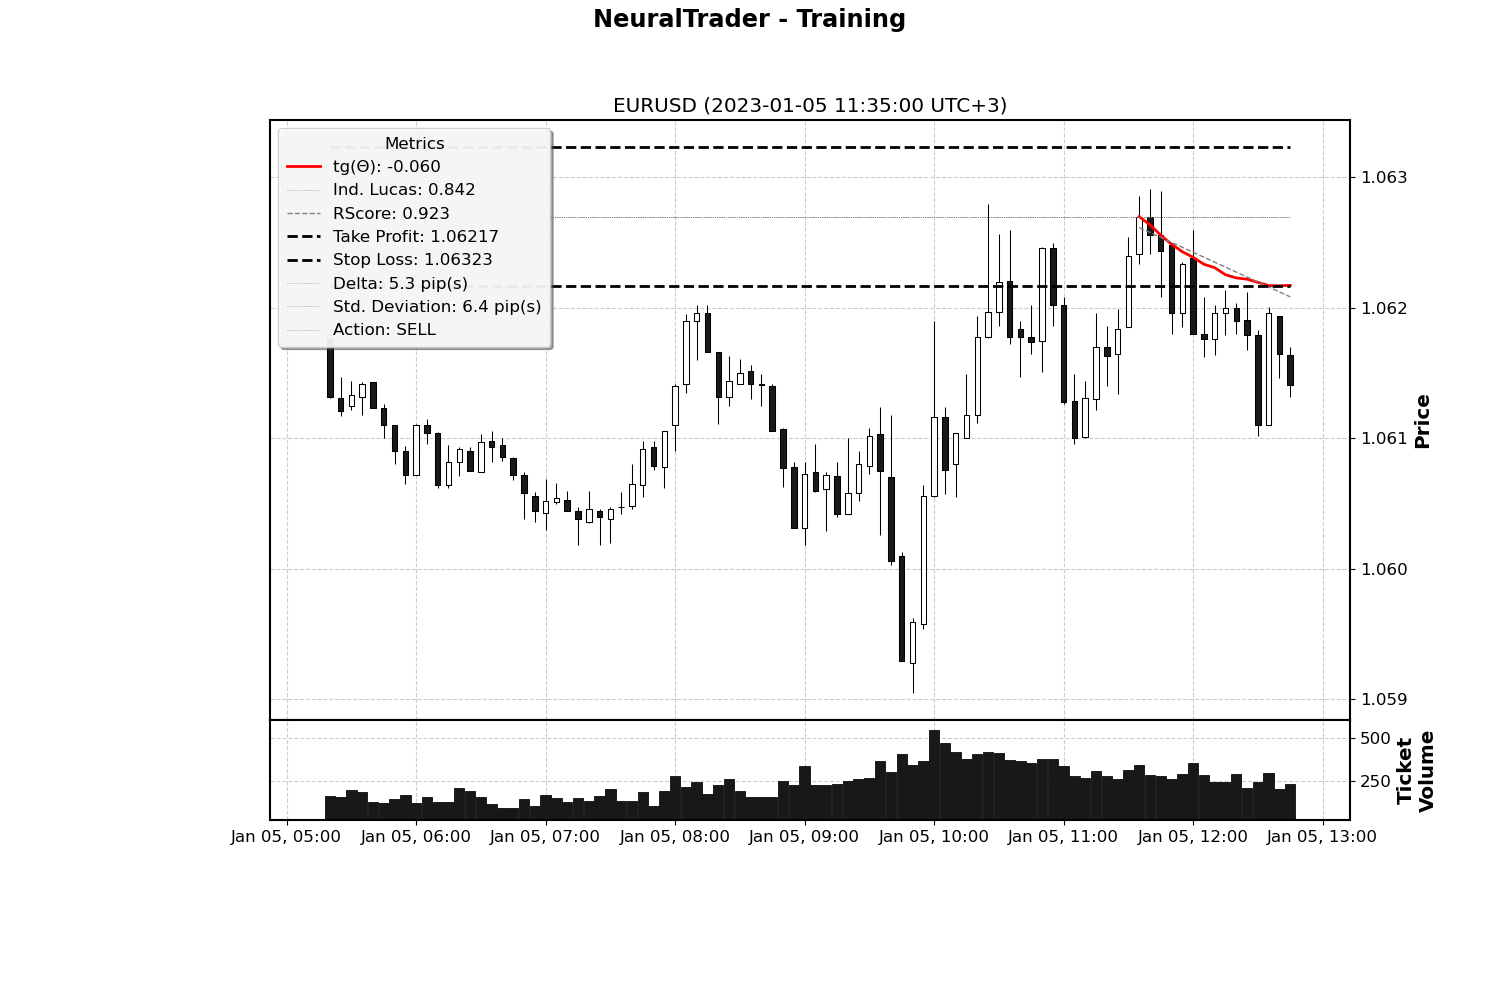 NeuralTrader - Training
EURUSD (2023-01-05 11:35:00 UTC+3)
Metrics
tg(Θ): -0.060
Ind. Lucas: 0.842
RScore: 0.923
Take Profit: 1.06217
Stop Loss: 1.06323
Delta: 5.3 pip(s)
Std. Deviation: 6.4 pip(s)
Action: SELL
1.063
1.062
1.061
1.060
1.059
Price
500
250
Ticket
Volume
Jan 05, 05:00
Jan 05, 06:00
Jan 05, 07:00
Jan 05, 08:00
Jan 05, 09:00
Jan 05, 10:00
Jan 05, 11:00
Jan 05, 12:00
Jan 05, 13:00